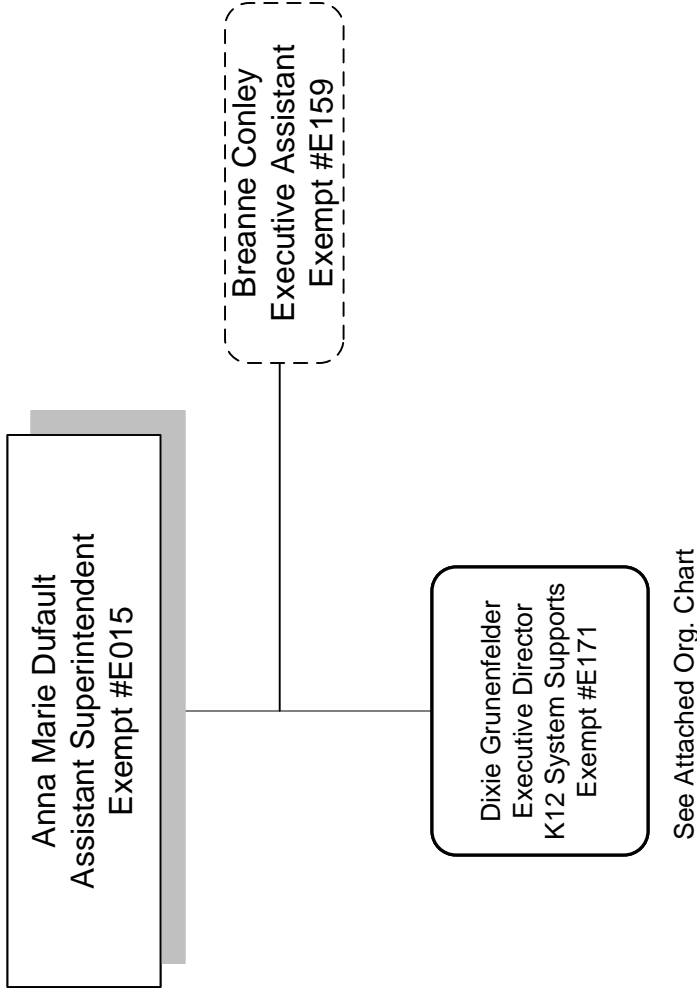 Anna Marie Dufault
Assistant Superintendent
Exempt #E015
Breanne Conley
Executive Assistant
Exempt #E159
Dixie Grunenfelder
Executive Director
K12 System Supports
Exempt #E171
See Attached Org. Chart